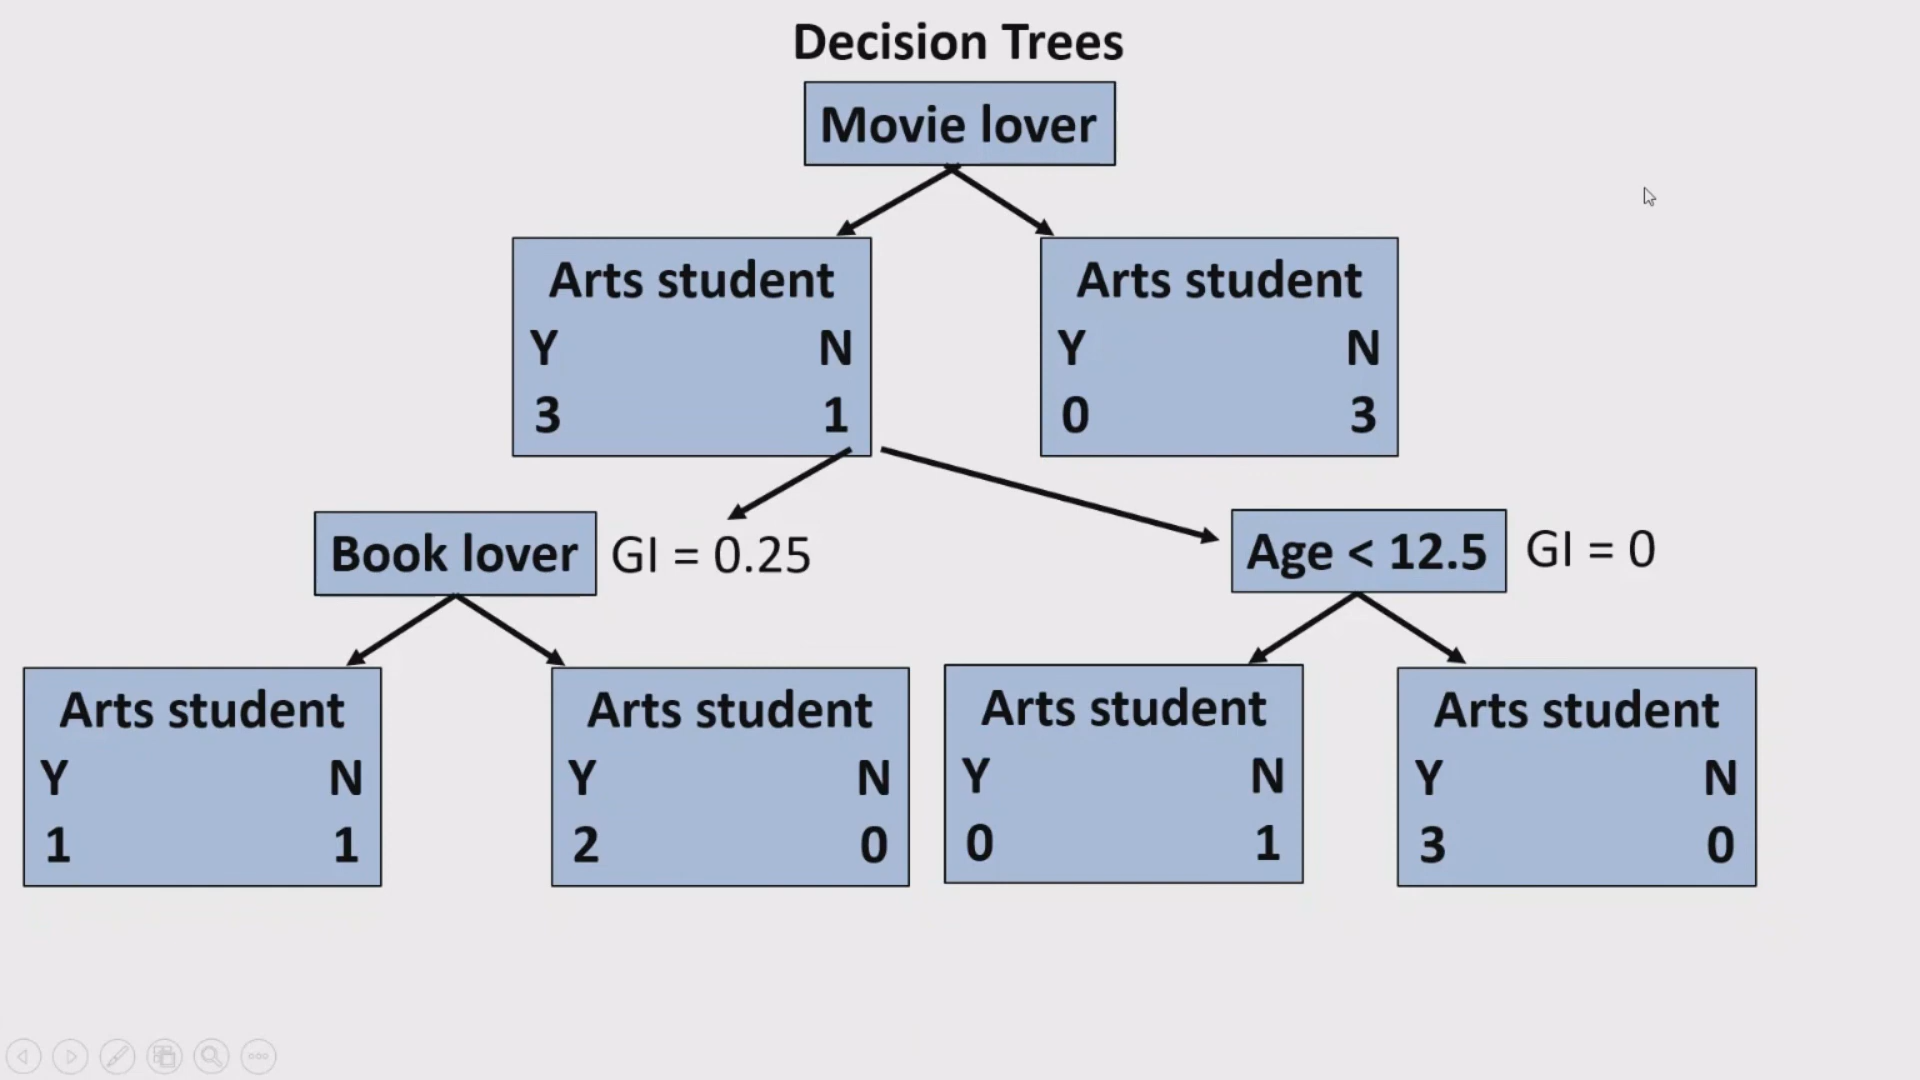 Decision Trees
Movie lover
Arts student
Y N
3 1
Arts student
Y N
0 3
Book lover
GI = 0.25
Age < 12.5
GI = 0
Arts student
Y N
1 1
Arts student
Y N
2 0
Arts student
Y N
0 1
Arts student
Y N
3 0